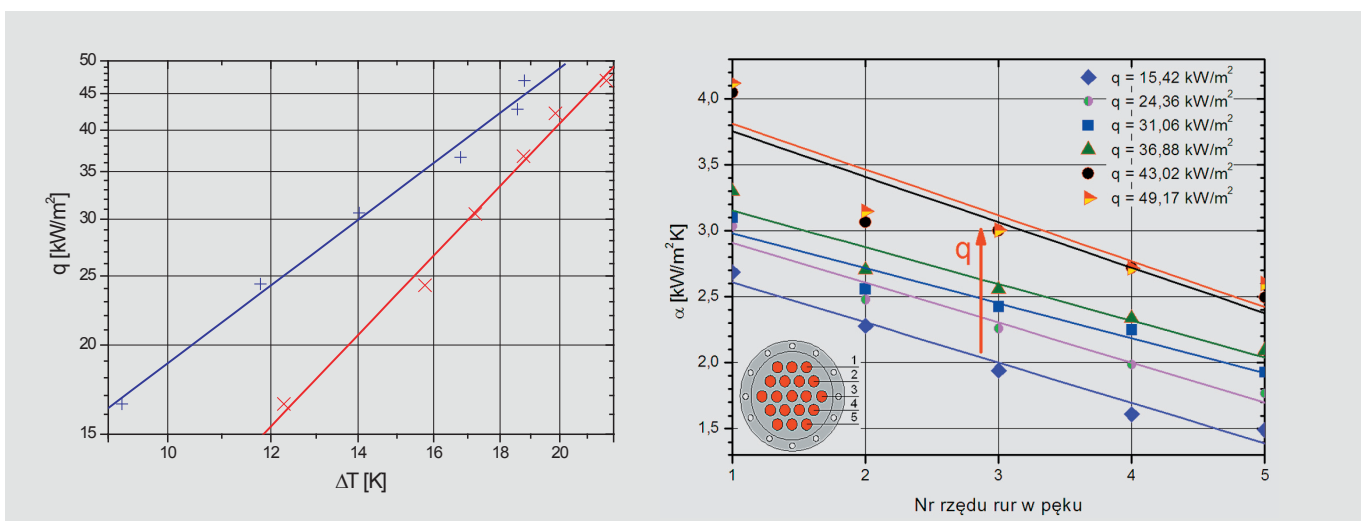 50
45
40
35
30
25
20
15
q [kW/m²]
10
12
14
16
18
20
ΔT [K]
4,0
3,5
3,0
2,5
2,0
1,5
α [kW/m²K]
q = 15,42 kW/m²
q = 24,36 kW/m²
q = 31,06 kW/m²
q = 36,88 kW/m²
q = 43,02 kW/m²
q = 49,17 kW/m²
q
1
2
3
4
5
1
2
3
4
5
Nr rzędu rur w pęku